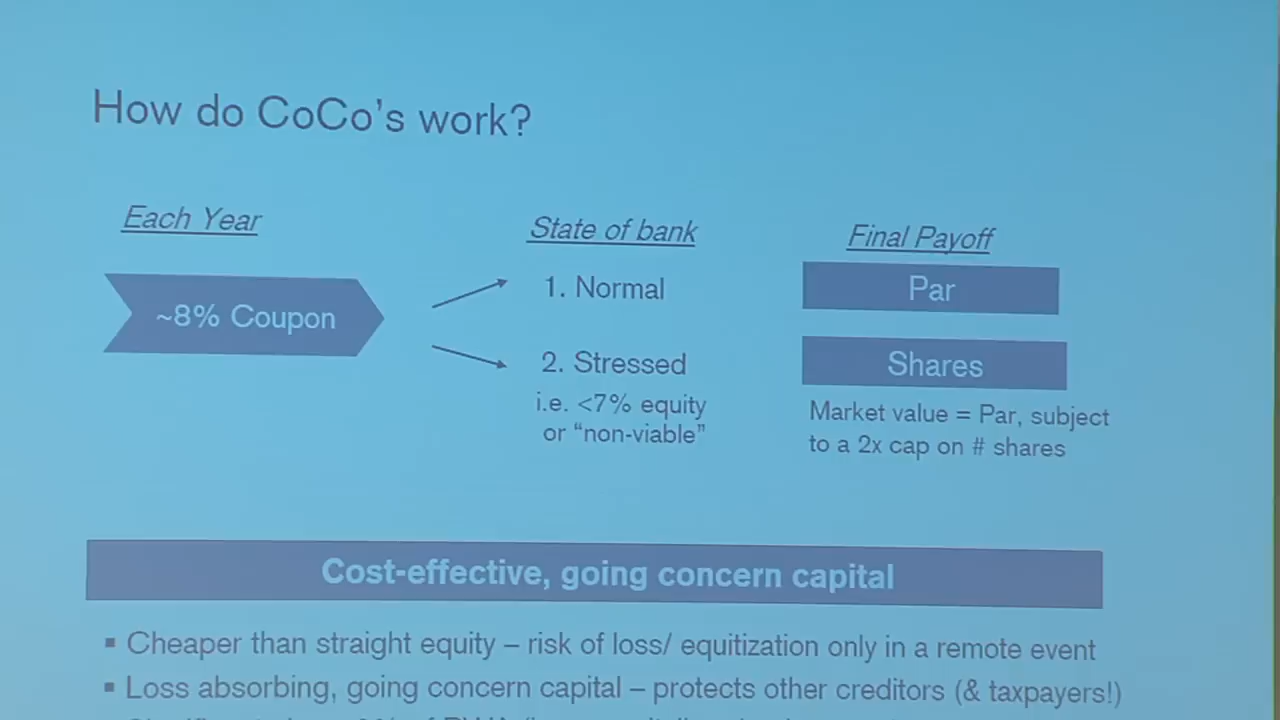 How do CoCo's work?
Each Year
State of bank
Final Payoff
~8% Coupon
1. Normal
Par
2. Stressed
i.e. <7% equity
or "non-viable"
Shares
Market value = Par, subject
to a 2x cap on # shares
Cost-effective, going concern capital
▪ Cheaper than straight equity – risk of loss/ equitization only in a remote event
▪ Loss absorbing, going concern capital – protects other creditors (& taxpayers!)